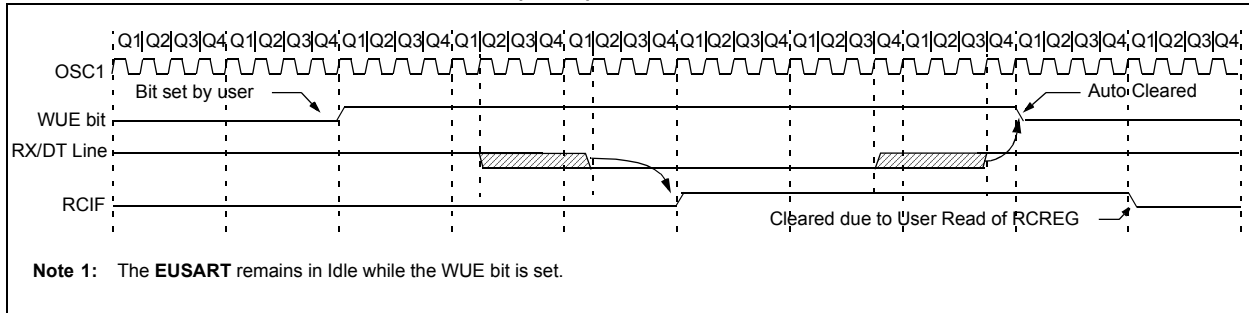 Q1|Q2|Q3|Q4|Q1|Q2|Q3|Q4|Q1|Q2|Q3|Q4|Q1|Q2|Q3|Q4|Q1|Q2|Q3|Q4|Q1|Q2|Q3|Q4|Q1|Q2|Q3|Q4|Q1|Q2|Q3|Q4|Q1|Q2|Q3|Q4|Q1|Q2|Q3|Q4
OSC1
Bit set by user
Auto Cleared
WUE bit
RX/DT Line
RCIF
Cleared due to User Read of RCREG
Note 1: The EUSART remains in Idle while the WUE bit is set.